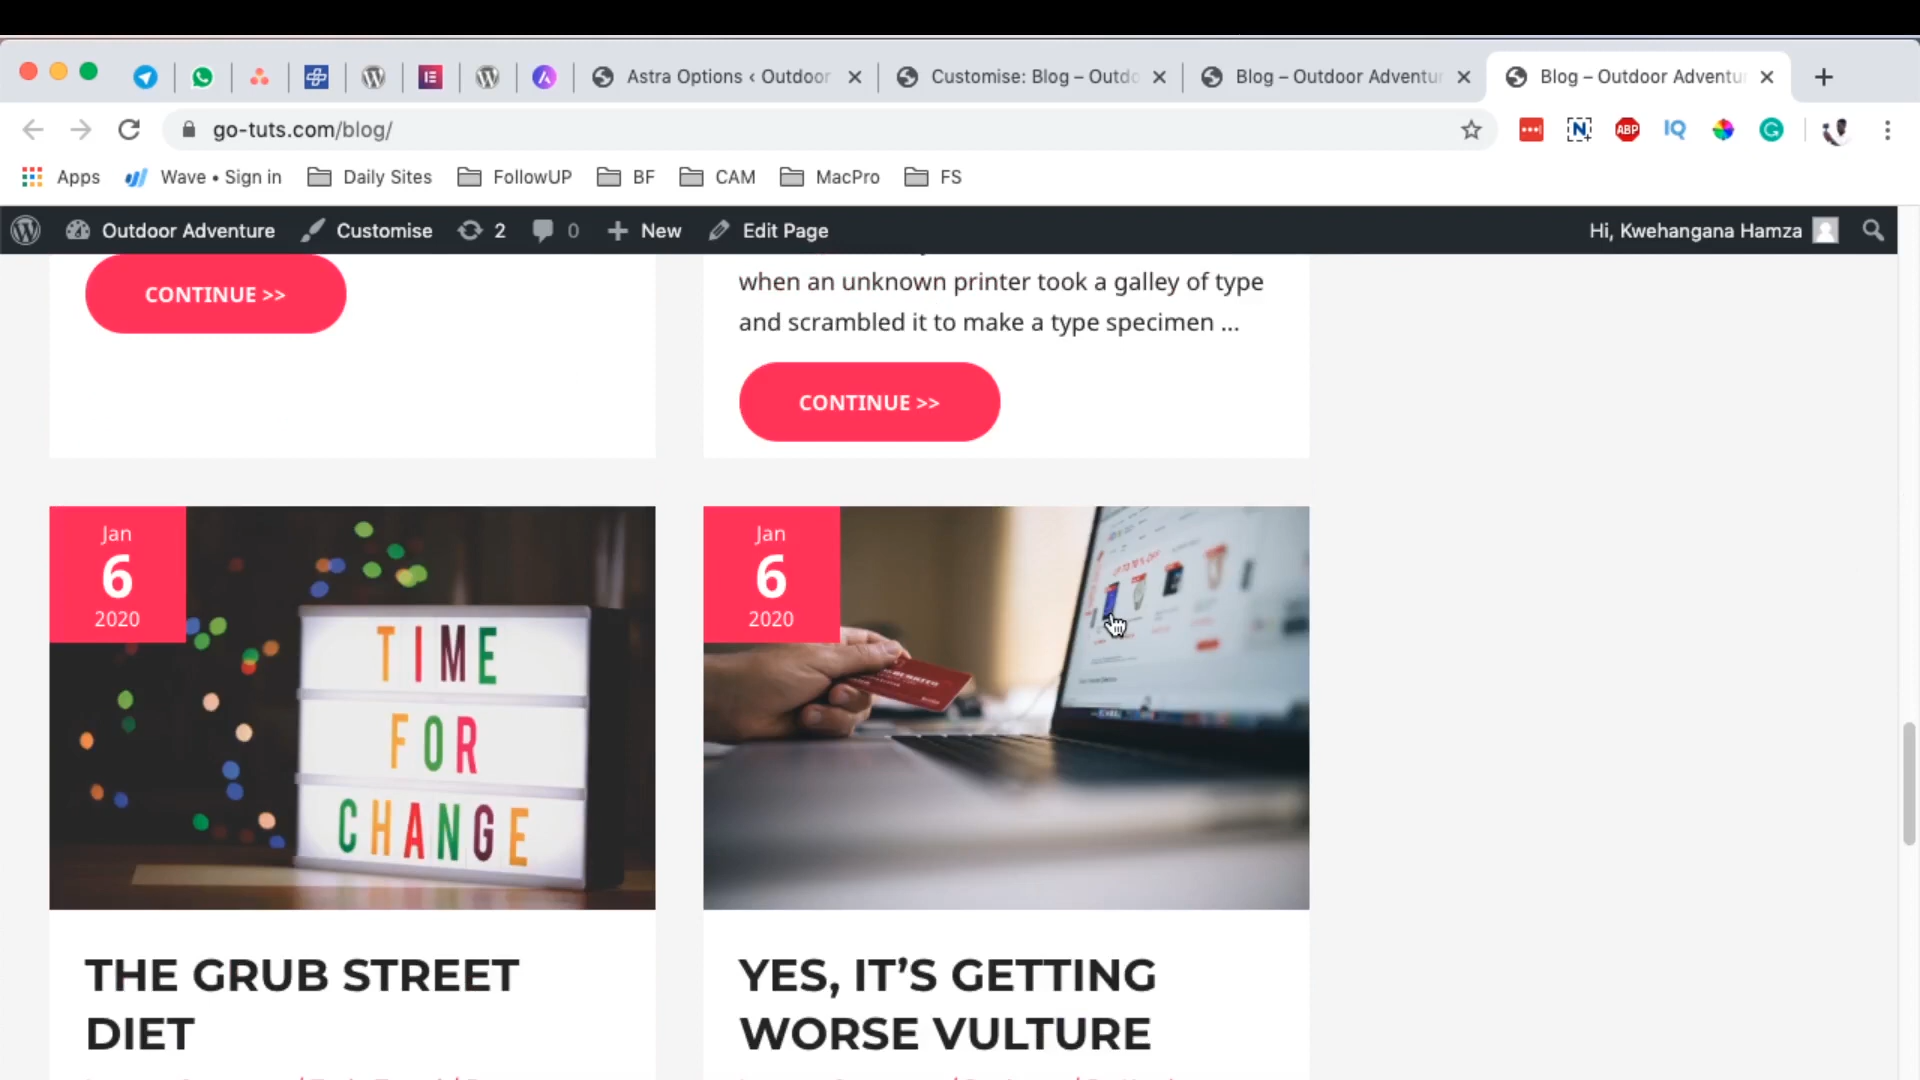 Astra Options ‹ Outdoor
Customise: Blog – Outdo
Blog – Outdoor Adventur
Blog – Outdoor Adventu
go-tuts.com/blog/
ABP
IQ
Apps
Wave • Sign in
Daily Sites
FollowUP
BF
CAM
MacPro
FS
Outdoor Adventure
Customise
2
0
New
Edit Page
Hi, Kwehangana Hamza
CONTINUE >>
when an unknown printer took a galley of type
and scrambled it to make a type specimen ...
CONTINUE >>
Jan
6
2020
TIME
FOR
CHANGE
THE GRUB STREET
DIET
Jan
6
2020
YES, IT’S GETTING
WORSE VULTURE